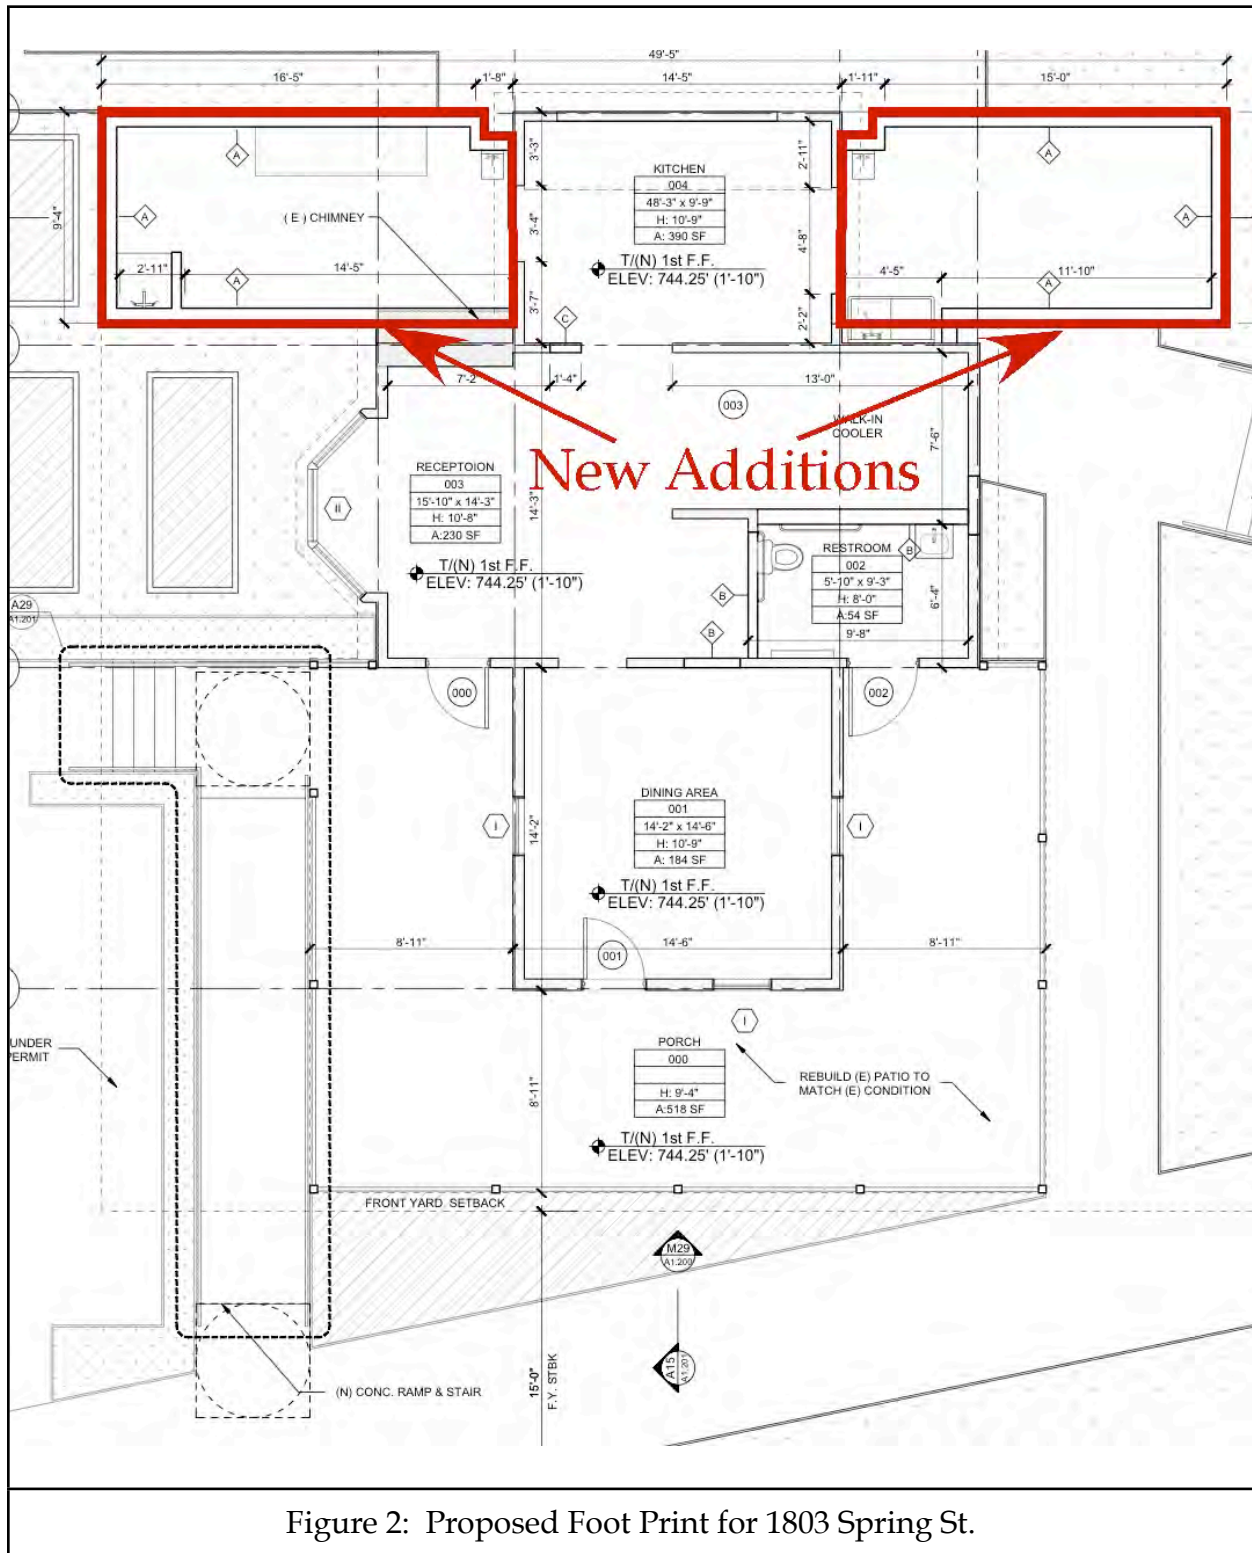 49'-5"
16'-5" 1'-8" 14'-5" 1'-11" 15'-0"
A
A
3'-3"
2'-11"
KITCHEN
004
48'-3" x 9'-9"
H: 10'-9"
A: 390 SF
9'-4"
A
( E ) CHIMNEY
A
3'-4"
4'-8"
T/(N) 1st F.F.
ELEV: 744.25' (1'-10")
2'-11" 14'-5"
A
4'-5" 11'-10"
A
3'-7"
2'-2"
C
7'-2 1'-4" 13'-0"
003
WALK-IN
COOLER
7'-6"
New Additions
RECEPTOION
003
15'-10" x 14'-3"
H: 10'-8"
A:230 SF
14'-3"
II
RESTROOM
002
5'-10" x 9'-3"
H: 8'-0"
A:54 SF
B
T/(N) 1st F.F.
ELEV: 744.25' (1'-10")
B
6'-4"
B
9'-8"
A29
A1.201
000
002
DINING AREA
001
14'-2" x 14'-6"
H: 10'-9"
A: 184 SF
I
14'-2"
I
T/(N) 1st F.F.
ELEV: 744.25' (1'-10")
8'-11" 14'-6" 8'-11"
001
I
UNDER
PERMIT
PORCH
000
H: 9'-4"
A:518 SF
REBUILD (E) PATIO TO
MATCH (E) CONDITION
8'-11"
T/(N) 1st F.F.
ELEV: 744.25' (1'-10")
FRONT YARD SETBACK
M29
A1.200
A15
A1.201
15'-0"
F.Y. STBK
(N) CONC. RAMP & STAIR
Figure 2: Proposed Foot Print for 1803 Spring St.